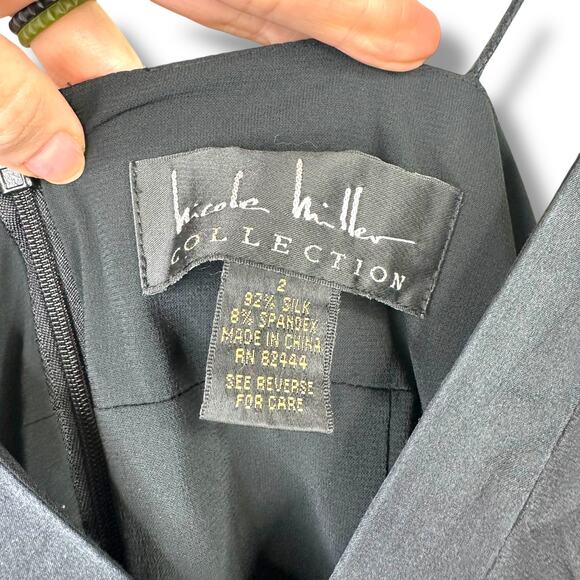 nicole miller
COLLECTION
2
92% SILK
8% SPANDEX
MADE IN CHINA
RN 82444
SEE REVERSE
FOR CARE